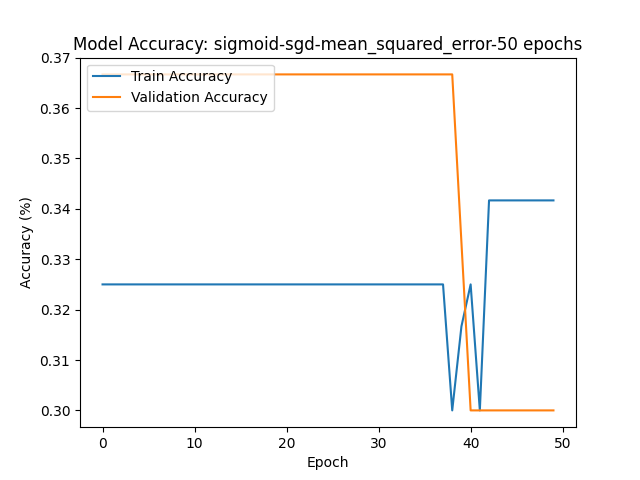 Model Accuracy: sigmoid-sgd-mean_squared_error-50 epochs
Train Accuracy
Validation Accuracy
0.37
0.36
0.35
0.34
0.33
0.32
0.31
0.30
Accuracy (%)
0 10 20 30 40 50
Epoch